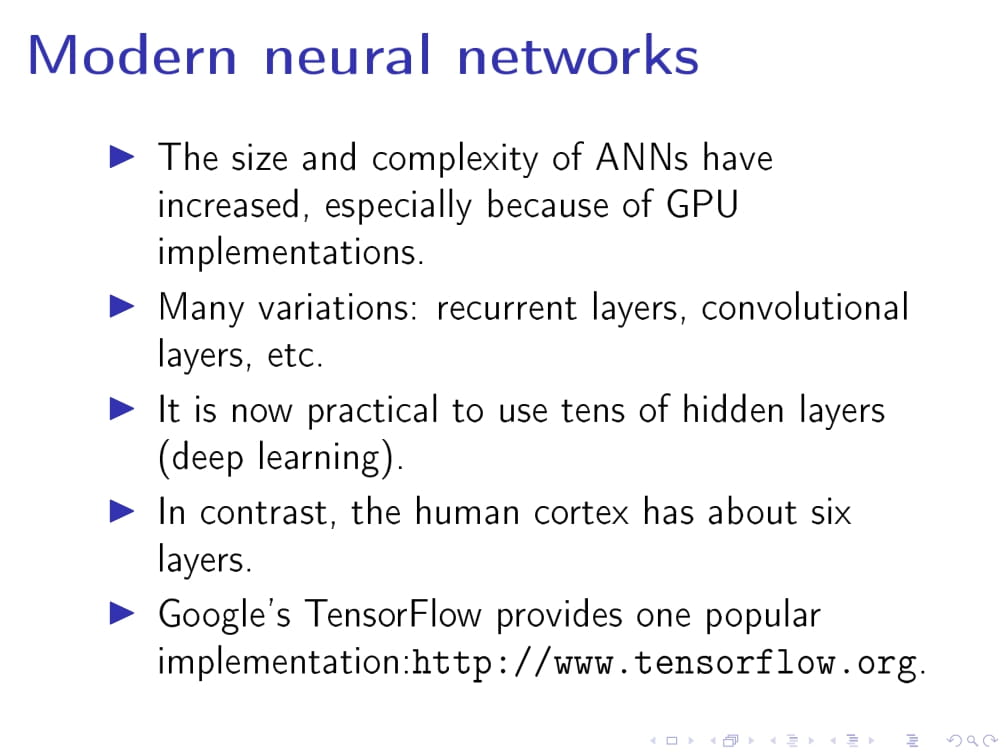 Modern neural networks
The size and complexity of ANNs have
increased, especially because of GPU
implementations.
Many variations: recurrent layers, convolutional
layers, etc.
It is now practical to use tens of hidden layers
(deep learning).
In contrast, the human cortex has about six
layers.
Google's TensorFlow provides one popular
implementation:http://www.tensorflow.org.